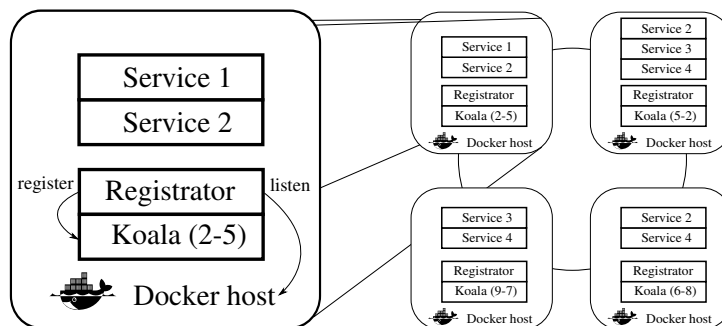 Service 1
Service 2
register
listen
Registrator
Koala (2-5)
Docker host
Service 1
Service 2
Registrator
Koala (2-5)
Docker host
Service 2
Service 3
Service 4
Registrator
Koala (5-2)
Docker host
Service 3
Service 4
Registrator
Koala (9-7)
Docker host
Service 2
Service 4
Registrator
Koala (6-8)
Docker host